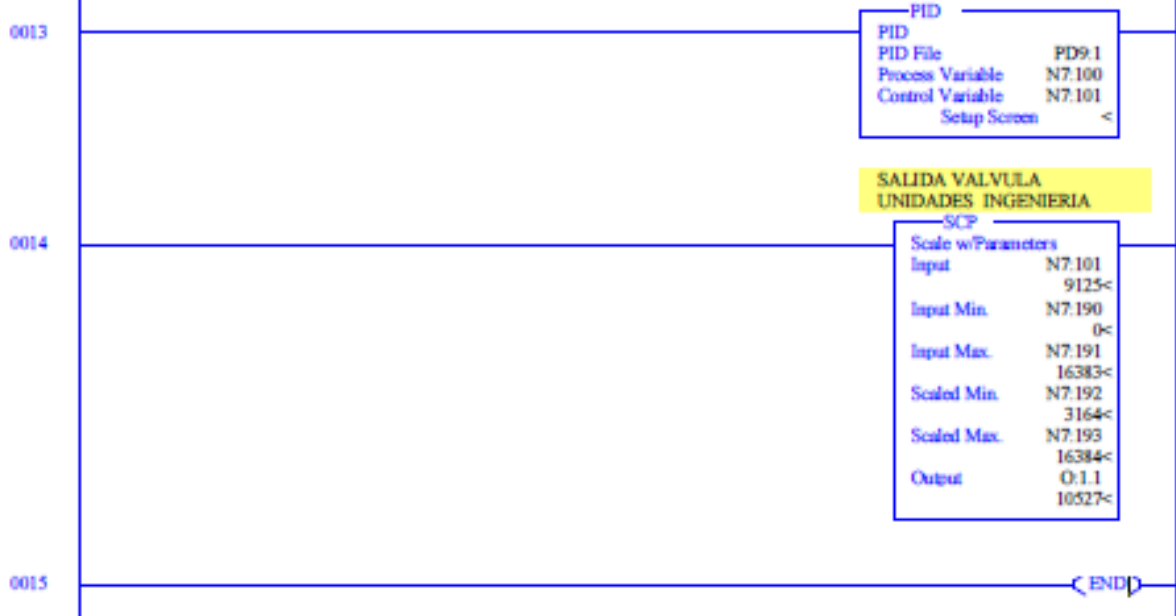 0013
PID
PID
PID File PD9:1
Process Variable N7:100
Control Variable N7:101
Setup Screen <
SALIDA VALVULA
UNIDADES INGENIERIA
0014
SCP
Scale w/Parameters
Input N7:101
9125<
Input Min. N7:190
0<
Input Max. N7:191
16383<
Scaled Min. N7:192
3164<
Scaled Max. N7:193
16384<
Output O:1.1
10527<
0015
END